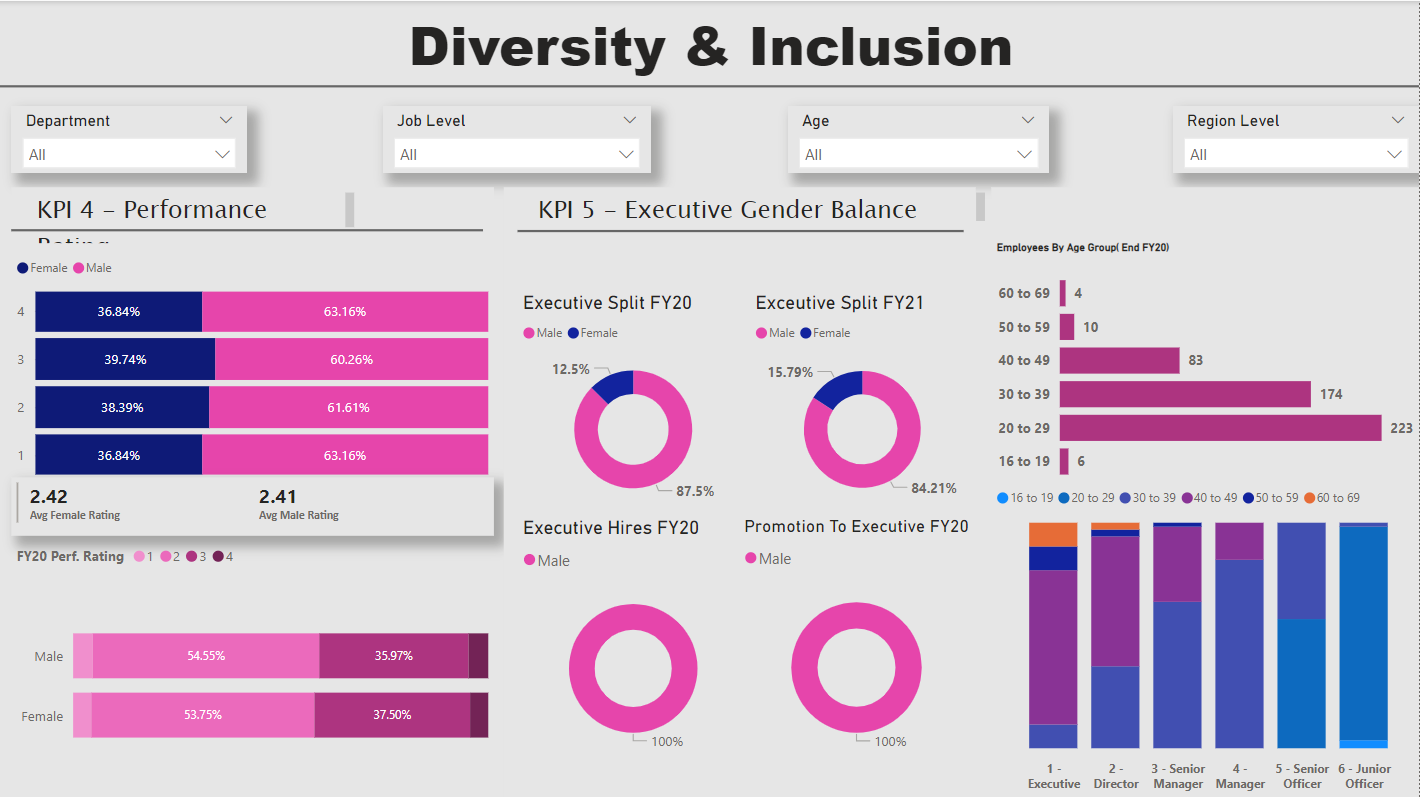 Diversity & Inclusion
Department
All
Job Level
All
Age
All
Region Level
All
KPI 4 – Performance
Rating
Female Male
4 36.84% 63.16%
3 39.74% 60.26%
2 38.39% 61.61%
1 36.84% 63.16%
2.42
Avg Female Rating
2.41
Avg Male Rating
FY20 Perf. Rating 1 2 3 4
Male 54.55% 35.97%
Female 53.75% 37.50%
KPI 5 – Executive Gender Balance
Executive Split FY20
Male Female
12.5%
87.5%
Exceutive Split FY21
Male Female
15.79%
84.21%
Executive Hires FY20
Male
100%
Promotion To Executive FY20
Male
100%
Employees By Age Group( End FY20)
60 to 69 4
50 to 59 10
40 to 49 83
30 to 39 174
20 to 29 223
16 to 19 6
16 to 19 20 to 29 30 to 39 40 to 49 50 to 59 60 to 69
1 -
Executive
2 -
Director
3 - Senior
Manager
4 -
Manager
5 - Senior
Officer
6 - Junior
Officer